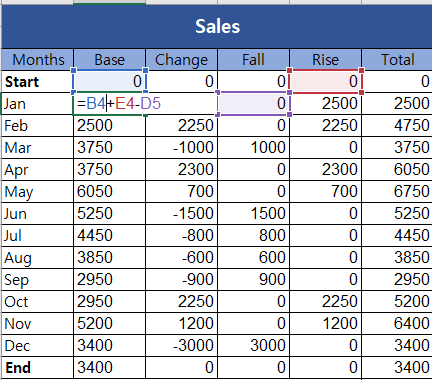 Sales
Months Base Change Fall Rise Total
Start 0 0 0 0 0
Jan =B4+E4-D5 0 2500 2500
Feb 2500 2250 0 2250 4750
Mar 3750 -1000 1000 0 3750
Apr 3750 2300 0 2300 6050
May 6050 700 0 700 6750
Jun 5250 -1500 1500 0 5250
Jul 4450 -800 800 0 4450
Aug 3850 -600 600 0 3850
Sep 2950 -900 900 0 2950
Oct 2950 2250 0 2250 5200
Nov 5200 1200 0 1200 6400
Dec 3400 -3000 3000 0 3400
End 3400 0 0 0 3400